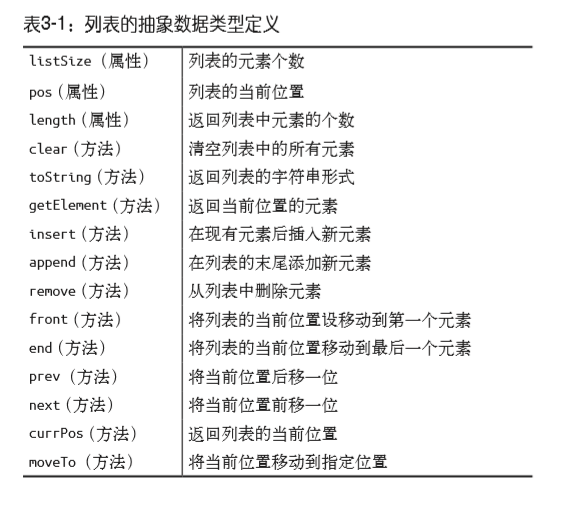 表3-1：列表的抽象数据类型定义
listSize（属性） 列表的元素个数
pos（属性） 列表的当前位置
length（属性） 返回列表中元素的个数
clear（方法） 清空列表中的所有元素
toString（方法） 返回列表的字符串形式
getElement（方法） 返回当前位置的元素
insert（方法） 在现有元素后插入新元素
append（方法） 在列表的末尾添加新元素
remove（方法） 从列表中删除元素
front（方法） 将列表的当前位置设移动到第一个元素
end（方法） 将列表的当前位置移动到最后一个元素
prev（方法） 将当前位置后移一位
next（方法） 将当前位置前移一位
currPos（方法） 返回列表的当前位置
moveTo（方法） 将当前位置移动到指定位置